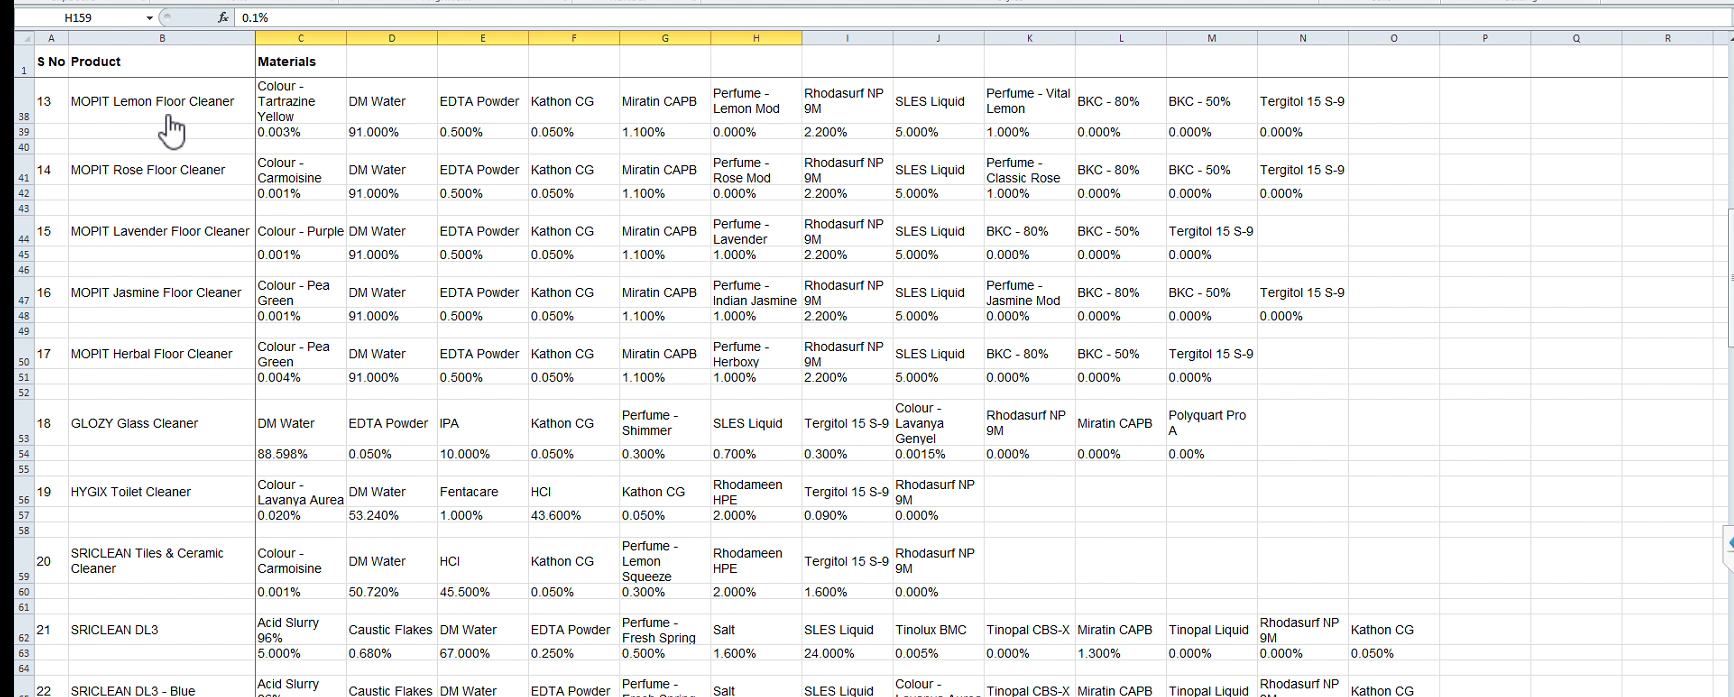 H159 fx 0.1%
A B C D E F G H I J K L M N O P Q R
1 S No Product Materials
38 13 MOPIT Lemon Floor Cleaner Colour - Tartrazine Yellow DM Water EDTA Powder Kathon CG Miratin CAPB Perfume - Lemon Mod Rhodasurf NP 9M SLES Liquid Perfume - Vital Lemon BKC - 80% BKC - 50% Tergitol 15 S-9
39 0.003% 91.000% 0.500% 0.050% 1.100% 0.000% 2.200% 5.000% 1.000% 0.000% 0.000% 0.000%
40
41 14 MOPIT Rose Floor Cleaner Colour - Carmoisine DM Water EDTA Powder Kathon CG Miratin CAPB Perfume - Rose Mod Rhodasurf NP 9M SLES Liquid Perfume - Classic Rose BKC - 80% BKC - 50% Tergitol 15 S-9
42 0.001% 91.000% 0.500% 0.050% 1.100% 0.000% 2.200% 5.000% 1.000% 0.000% 0.000% 0.000%
43
44 15 MOPIT Lavender Floor Cleaner Colour - Purple DM Water EDTA Powder Kathon CG Miratin CAPB Perfume - Lavender Rhodasurf NP 9M SLES Liquid BKC - 80% BKC - 50% Tergitol 15 S-9
45 0.001% 91.000% 0.500% 0.050% 1.100% 1.000% 2.200% 5.000% 0.000% 0.000% 0.000%
46
47 16 MOPIT Jasmine Floor Cleaner Colour - Pea Green DM Water EDTA Powder Kathon CG Miratin CAPB Perfume - Indian Jasmine Rhodasurf NP 9M SLES Liquid Perfume - Jasmine Mod BKC - 80% BKC - 50% Tergitol 15 S-9
48 0.001% 91.000% 0.500% 0.050% 1.100% 1.000% 2.200% 5.000% 0.000% 0.000% 0.000% 0.000%
49
50 17 MOPIT Herbal Floor Cleaner Colour - Pea Green DM Water EDTA Powder Kathon CG Miratin CAPB Perfume - Herboxy Rhodasurf NP 9M SLES Liquid BKC - 80% BKC - 50% Tergitol 15 S-9
51 0.004% 91.000% 0.500% 0.050% 1.100% 1.000% 2.200% 5.000% 0.000% 0.000% 0.000%
52
53 18 GLOZY Glass Cleaner DM Water EDTA Powder IPA Kathon CG Perfume - Shimmer SLES Liquid Tergitol 15 S-9 Colour - Lavanya Genyel Rhodasurf NP 9M Miratin CAPB Polyquart Pro A
54 88.598% 0.050% 10.000% 0.050% 0.300% 0.700% 0.300% 0.0015% 0.000% 0.000% 0.00%
55
56 19 HYGIX Toilet Cleaner Colour - Lavanya Aurea DM Water Fentacare HCl Kathon CG Rhodameen HPE Tergitol 15 S-9 Rhodasurf NP 9M
57 0.020% 53.240% 1.000% 43.600% 0.050% 2.000% 0.090% 0.000%
58
59 20 SRICLEAN Tiles & Ceramic Cleaner Colour - Carmoisine DM Water HCl Kathon CG Perfume - Lemon Squeeze Rhodameen HPE Tergitol 15 S-9 Rhodasurf NP 9M
60 0.001% 50.720% 45.500% 0.050% 0.300% 2.000% 1.600% 0.000%
61
62 21 SRICLEAN DL3 Acid Slurry 96% Caustic Flakes DM Water EDTA Powder Perfume - Fresh Spring Salt SLES Liquid Tinolux BMC Tinopal CBS-X Miratin CAPB Tinopal Liquid Rhodasurf NP 9M Kathon CG
63 5.000% 0.680% 67.000% 0.250% 0.500% 1.600% 24.000% 0.005% 0.000% 1.300% 0.000% 0.000% 0.050%
64
22 SRICLEAN DL3 - Blue Acid Slurry Caustic Flakes DM Water EDTA Powder Perfume - Salt SLES Liquid Colour - Tinopal CBS-X Miratin CAPB Tinopal Liquid Rhodasurf NP Kathon CG